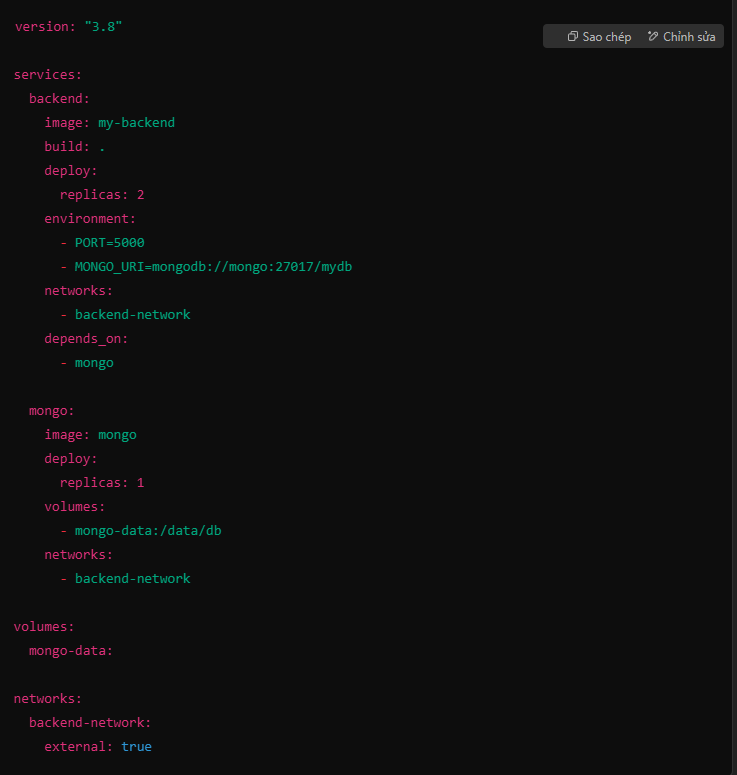 version: "3.8"
Sao chép
Chỉnh sửa
services:
  backend:
    image: my-backend
    build: .
    deploy:
      replicas: 2
    environment:
      - PORT=5000
      - MONGO_URI=mongodb://mongo:27017/mydb
    networks:
      - backend-network
    depends_on:
      - mongo
  mongo:
    image: mongo
    deploy:
      replicas: 1
    volumes:
      - mongo-data:/data/db
    networks:
      - backend-network
volumes:
  mongo-data:
networks:
  backend-network:
    external: true